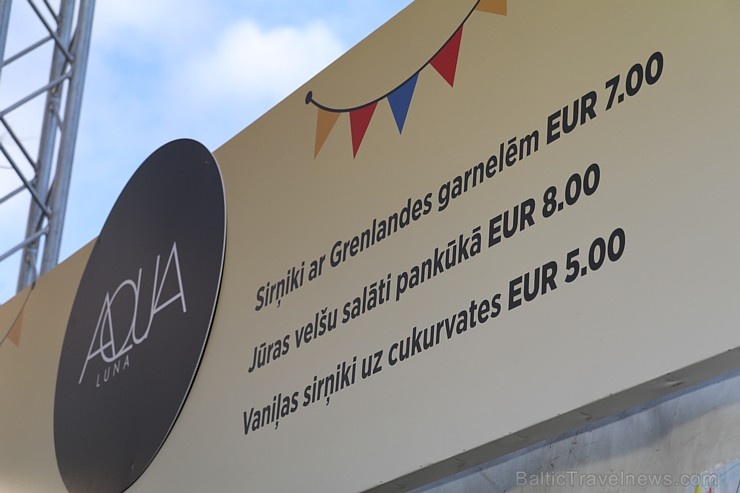 Sirņiki ar Grenlandes garnelēm EUR 7.00
Jūras velšu salāti pankūkā EUR 8.00
Vaniļas sirņiki uz cukurvates EUR 5.00
AQUA
LUNA
BalticTravelnews.com